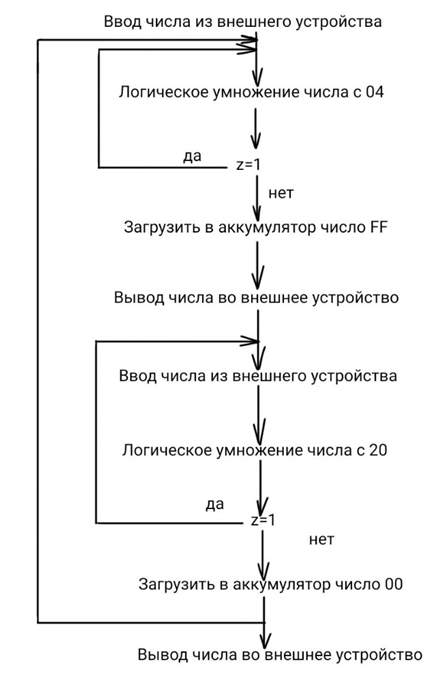 Ввод числа из внешнего устройства
Логическое умножение числа с 04
да
z=1
нет
Загрузить в аккумулятор число FF
Вывод числа во внешнее устройство
Ввод числа из внешнего устройства
Логическое умножение числа с 20
да
z=1
нет
Загрузить в аккумулятор число 00
Вывод числа во внешнее устройство